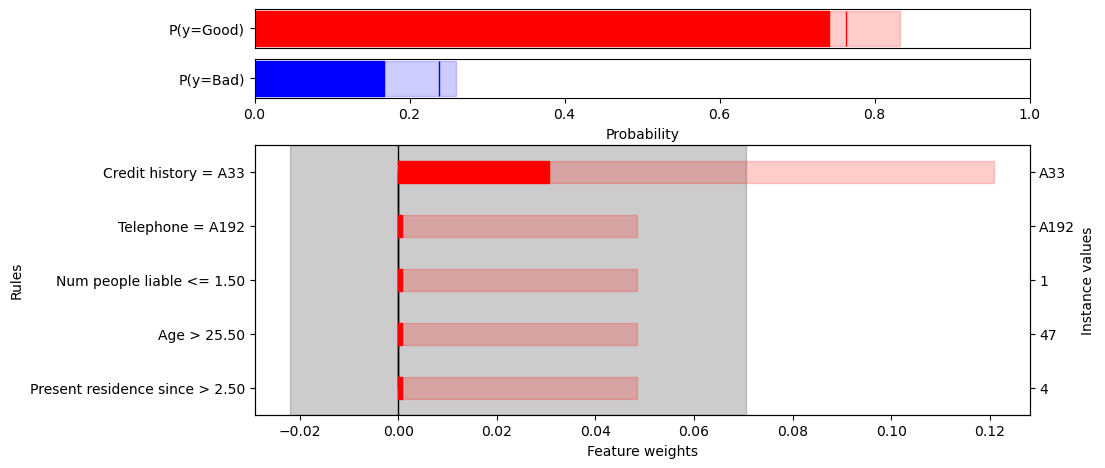 P(y=Good)
P(y=Bad)
0.0 0.2 0.4 0.6 0.8 1.0
Probability
Rules
Credit history = A33 A33
Telephone = A192 A192
Num people liable <= 1.50 1
Age > 25.50 47
Present residence since > 2.50 4
Instance values
−0.02 0.00 0.02 0.04 0.06 0.08 0.10 0.12
Feature weights